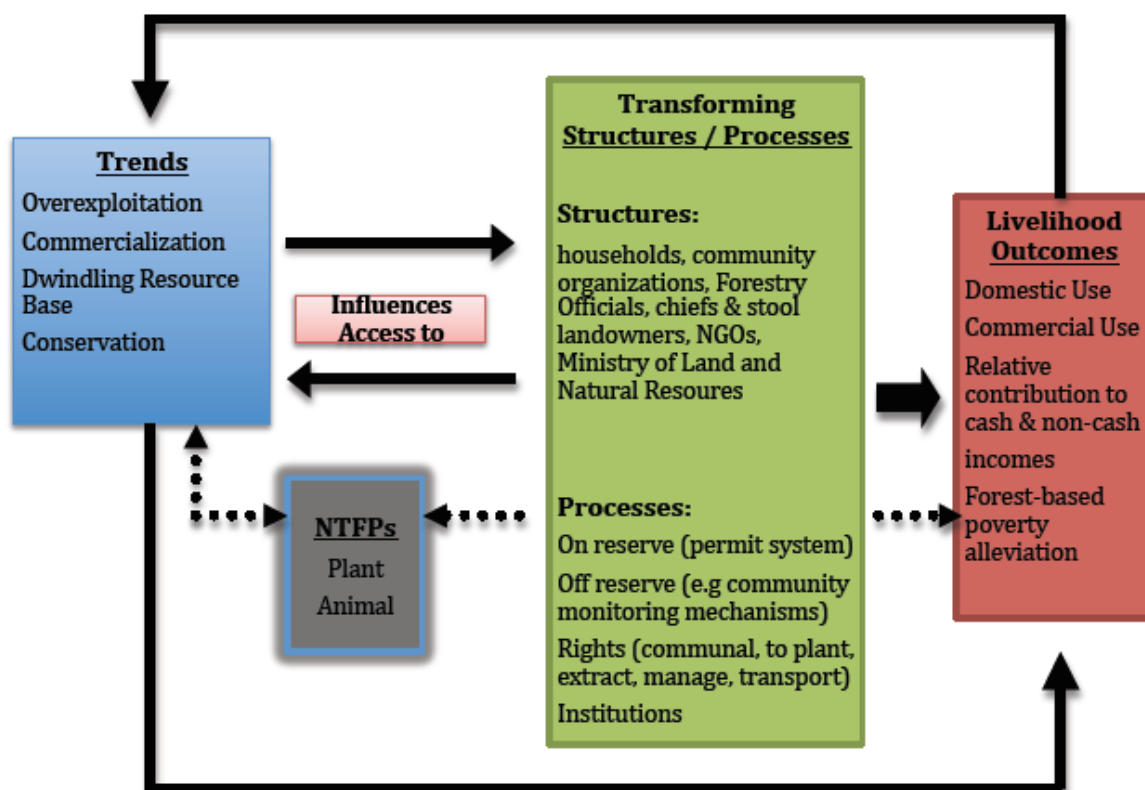 Trends
Overexploitation
Commercialization
Dwindling Resource
Base
Conservation
Influences
Access to
NTFPs
Plant
Animal
Transforming
Structures / Processes
Structures:
households, community
organizations, Forestry
Officials, chiefs & stool
landowners, NGOs,
Ministry of Land and
Natural Resoures
Processes:
On reserve (permit system)
Off reserve (e.g community
monitoring mechanisms)
Rights (communal, to plant,
extract, manage, transport)
Institutions
Livelihood
Outcomes
Domestic Use
Commercial Use
Relative
contribution to
cash & non-cash
incomes
Forest-based
poverty
alleviation